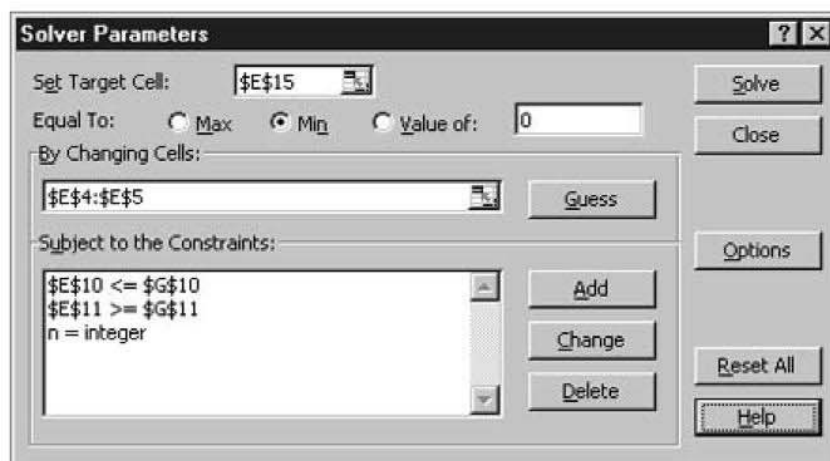 Solver Parameters
? X
Set Target Cell: $E$15
Solve
Equal To: Max Min Value of: 0
Close
By Changing Cells:
$E$4:$E$5
Guess
Subject to the Constraints:
Options
$E$10 <= $G$10
$E$11 >= $G$11
n = integer
Add
Change
Delete
Reset All
Help